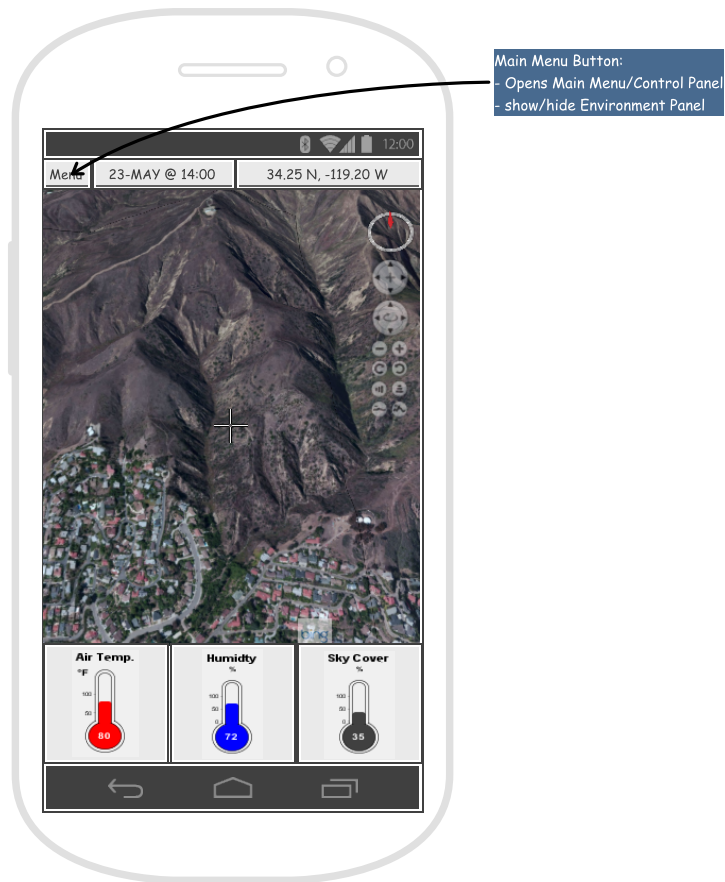 Main Menu Button:
- Opens Main Menu/Control Panel
- show/hide Environment Panel
12:00
Menu
23-MAY @ 14:00
34.25 N, -119.20 W
bing
Air Temp.
°F
100
50
80
Humidty
%
100
50
0
72
Sky Cover
%
100
50
0
35